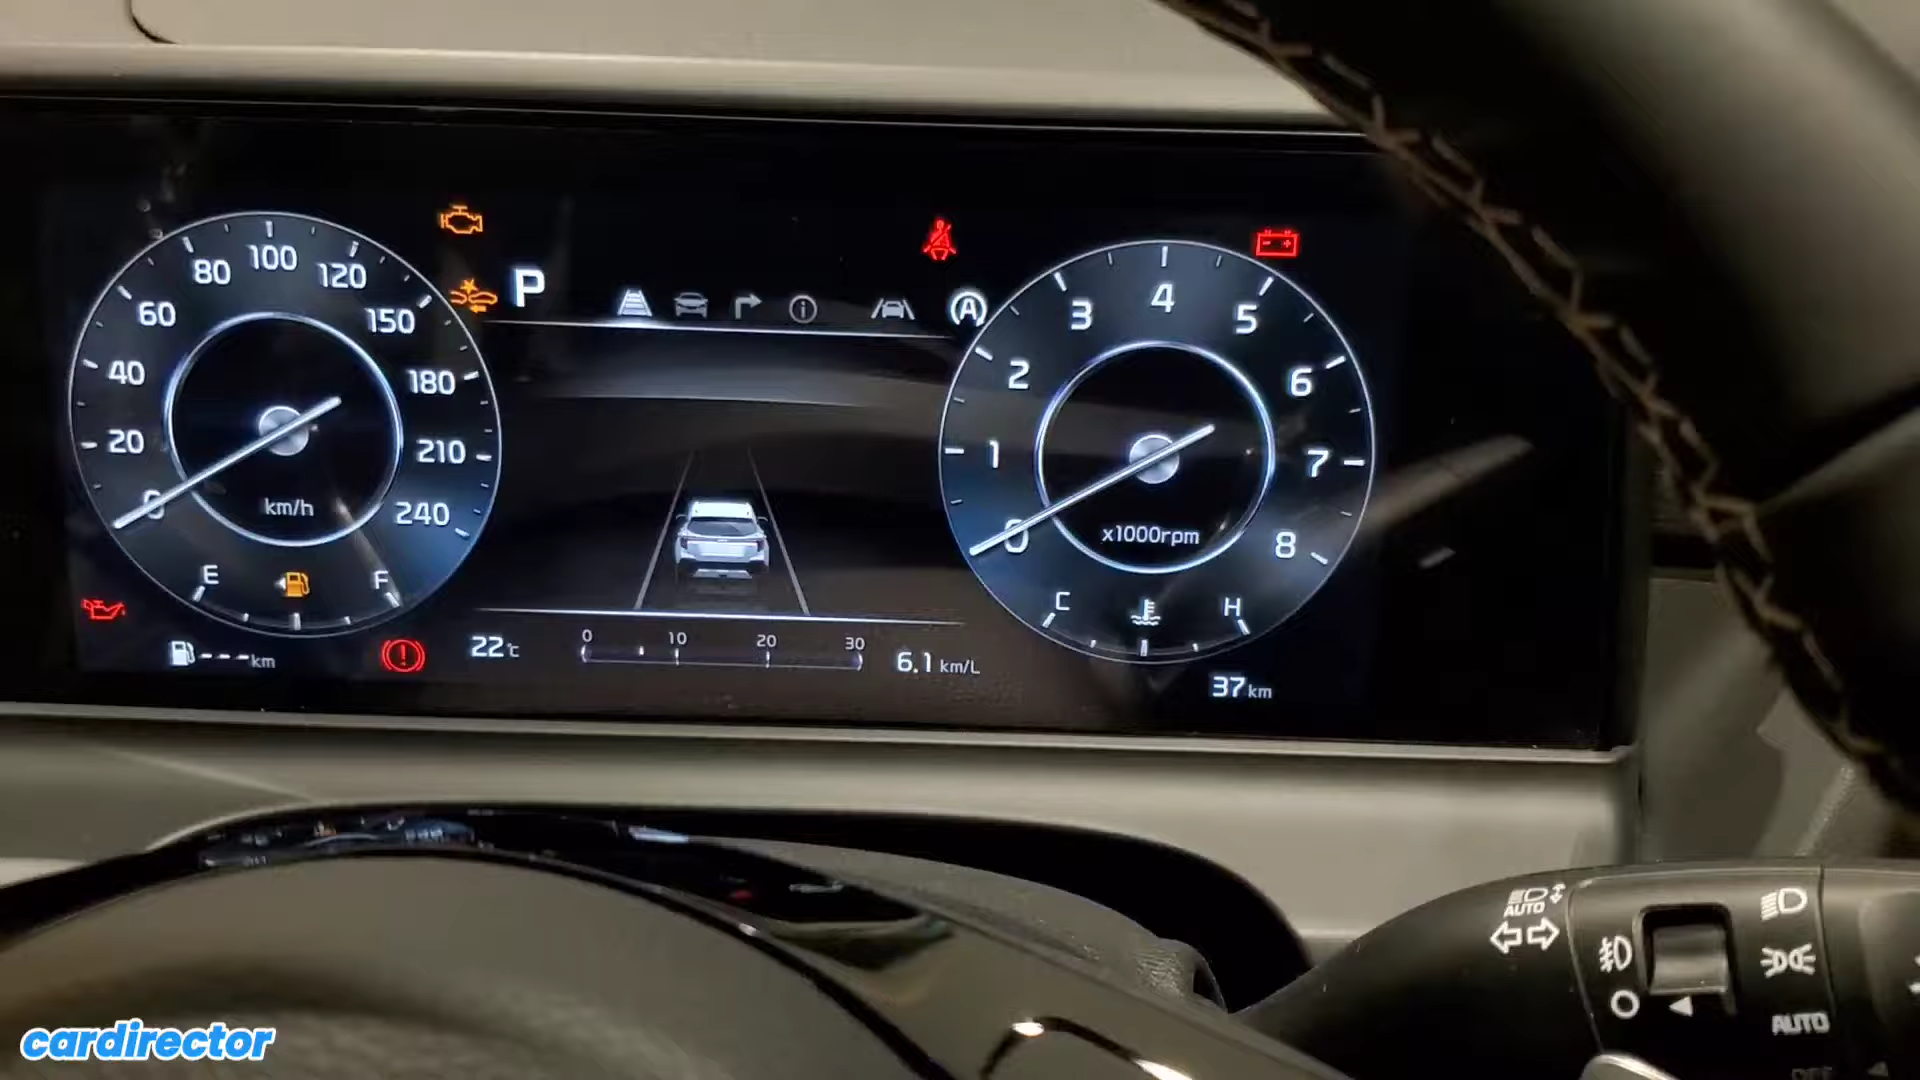 80 100 120
60 150
40 180
20 210
0 km/h 240
E F
--- km
P
A
3 4 5
2 6
1 7
0 x1000rpm 8
C H
22°C
0 10 20 30
6.1 km/L
37 km
AUTO
AUTO
OFF
cardirector